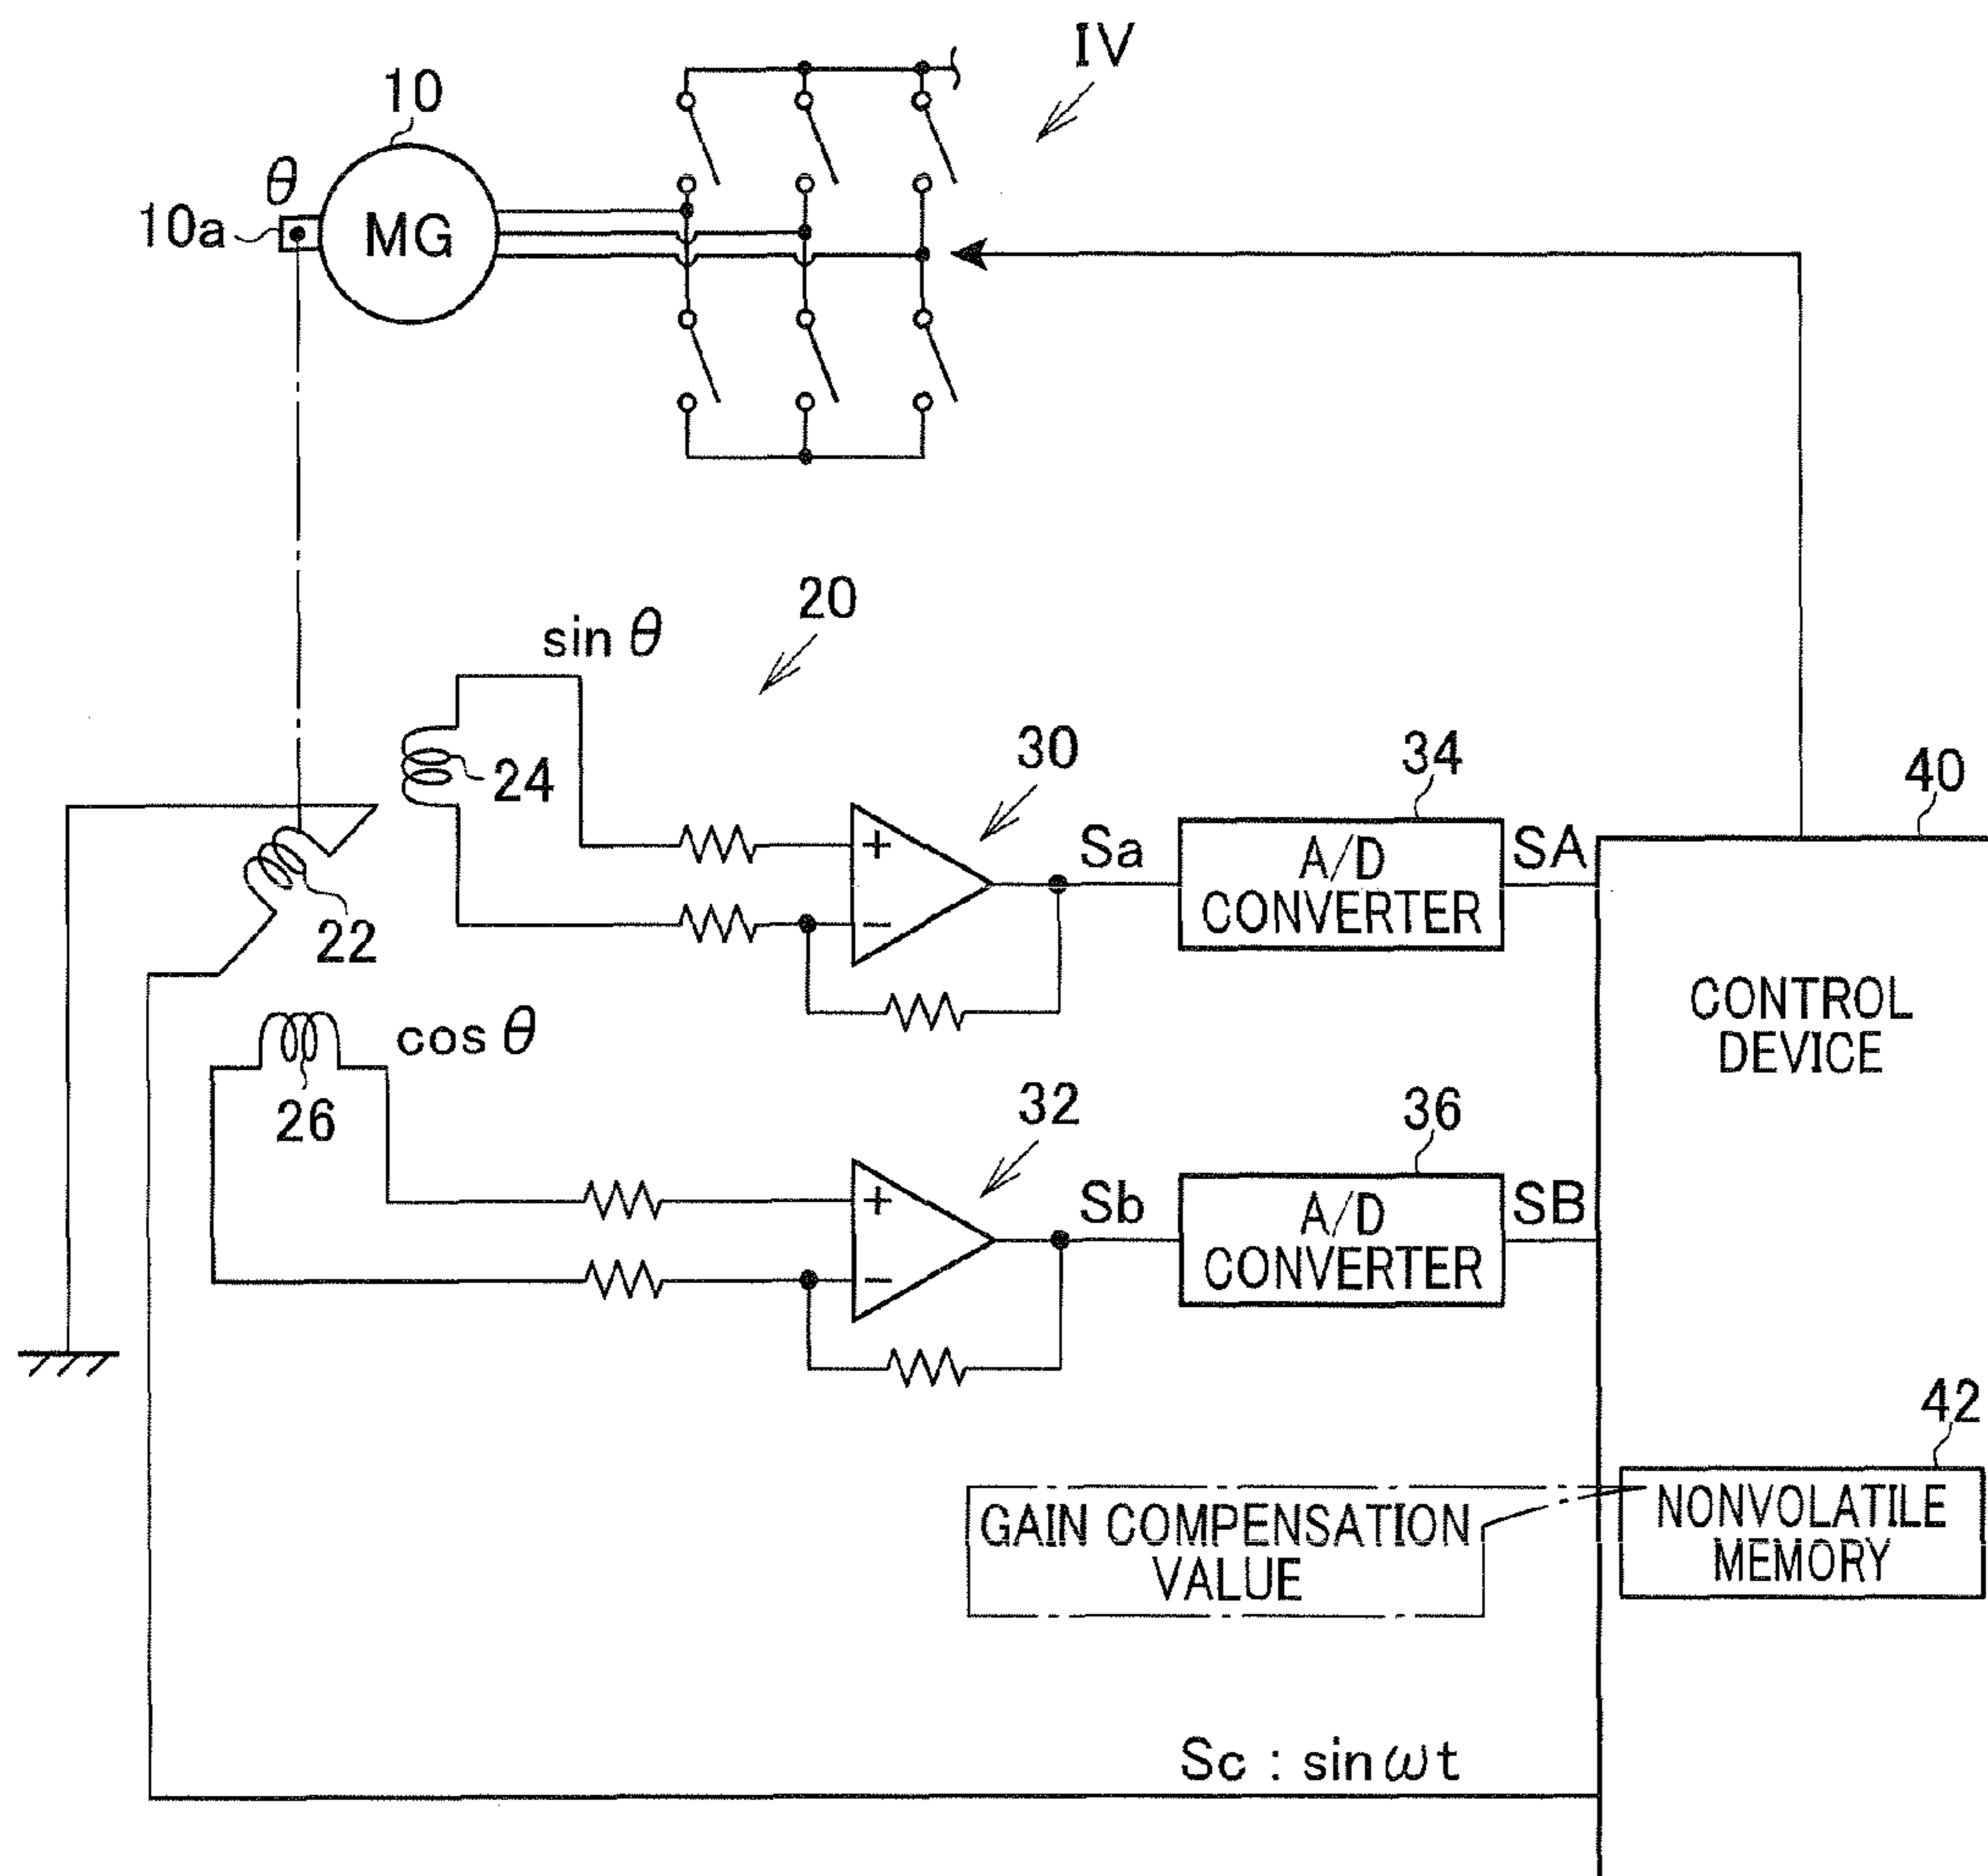 IV
10
θ
10a
MG
20
sin θ
24
30
34
40
Sa
A/D
CONVERTER
SA
22
CONTROL
DEVICE
cos θ
26
32
36
Sb
A/D
CONVERTER
SB
42
GAIN COMPENSATION
VALUE
NONVOLATILE
MEMORY
Sc : sin ωt